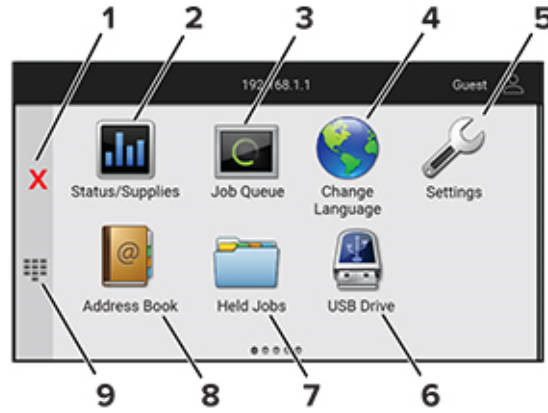 1 2 3 4 5
192.168.1.1 Guest
X
Status/Supplies Job Queue Change Language Settings
@
Address Book Held Jobs USB Drive
9 8 7 6